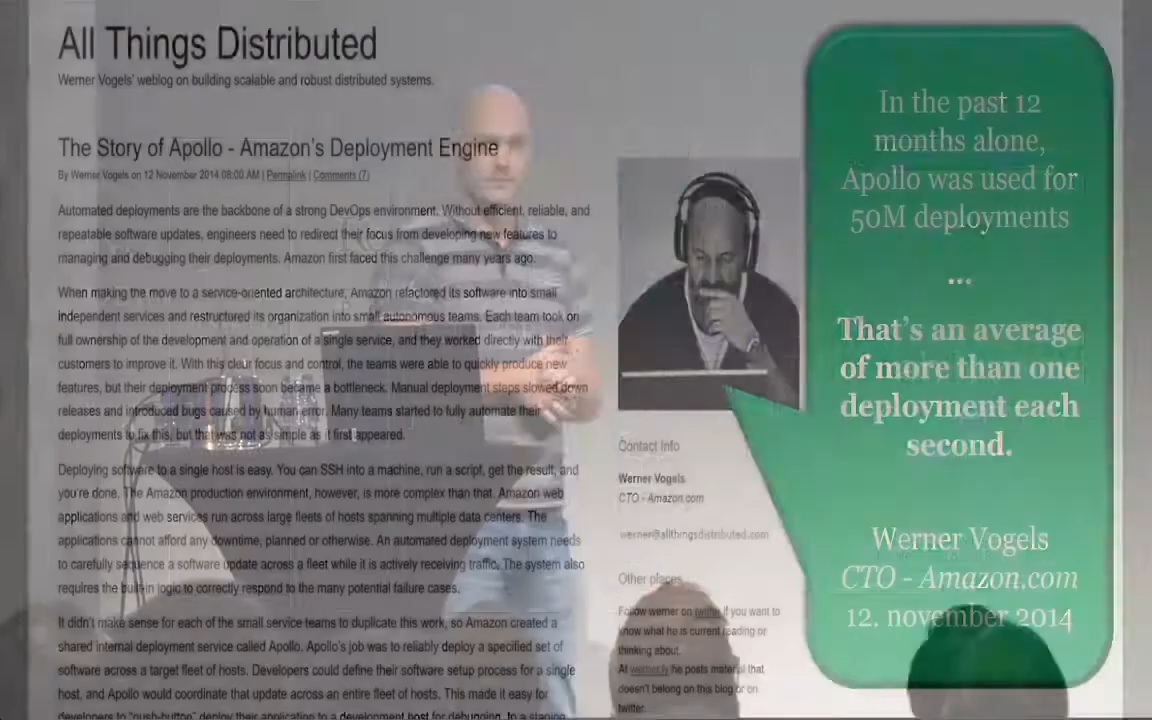 All Things Distributed
Werner Vogels' weblog on building scalable and robust distributed systems.
The Story of Apollo - Amazon's Deployment Engine
By Werner Vogels on 12 November 2014 08:00 AM | Permalink | Comments (7)
Automated deployments are the backbone of a strong DevOps environment. Without efficient, reliable, and
repeatable software updates, engineers need to redirect their focus from developing new features to
managing and debugging their deployments. Amazon first faced this challenge many years ago.
When making the move to a service-oriented architecture, Amazon refactored its software into small
independent services and restructured its organization into small autonomous teams. Each team took on
full ownership of the development and operation of a single service, and they worked directly with their
customers to improve it. With this clear focus and control, the teams were able to quickly produce new
features, but their deployment process soon became a bottleneck. Manual deployment steps slowed down
releases and introduced bugs caused by human error. Many teams started to fully automate their
deployments to fix this, but that was not as simple as it first appeared.
Deploying software to a single host is easy. You can SSH into a machine, run a script, get the result, and
you're done. The Amazon production environment, however, is more complex than that. Amazon web
applications and web services run across large fleets of hosts spanning multiple data centers. The
applications cannot afford any downtime, planned or otherwise. An automated deployment system needs
to carefully sequence a software update across a fleet while it is actively receiving traffic. The system also
requires the built-in logic to correctly respond to the many potential failure cases.
It didn't make sense for each of the small service teams to duplicate this work, so Amazon created a
shared internal deployment service called Apollo. Apollo's job was to reliably deploy a specified set of
software across a target fleet of hosts. Developers could define their software setup process for a single
host, and Apollo would coordinate that update across an entire fleet of hosts. This made it easy for
developers to "push-button" deploy their application to a development host for debugging, to a staging
Contact Info
Werner Vogels
CTO - Amazon.com
werner@allthingsdistributed.com
Other places
Follow werner on twitter if you want to
know what he is current reading or
thinking about.
At werner.ly he posts material that
doesn't belong on this blog or on
twitter.
In the past 12
months alone,
Apollo was used for
50M deployments
...
That's an average
of more than one
deployment each
second.
Werner Vogels
CTO - Amazon.com
12. november 2014